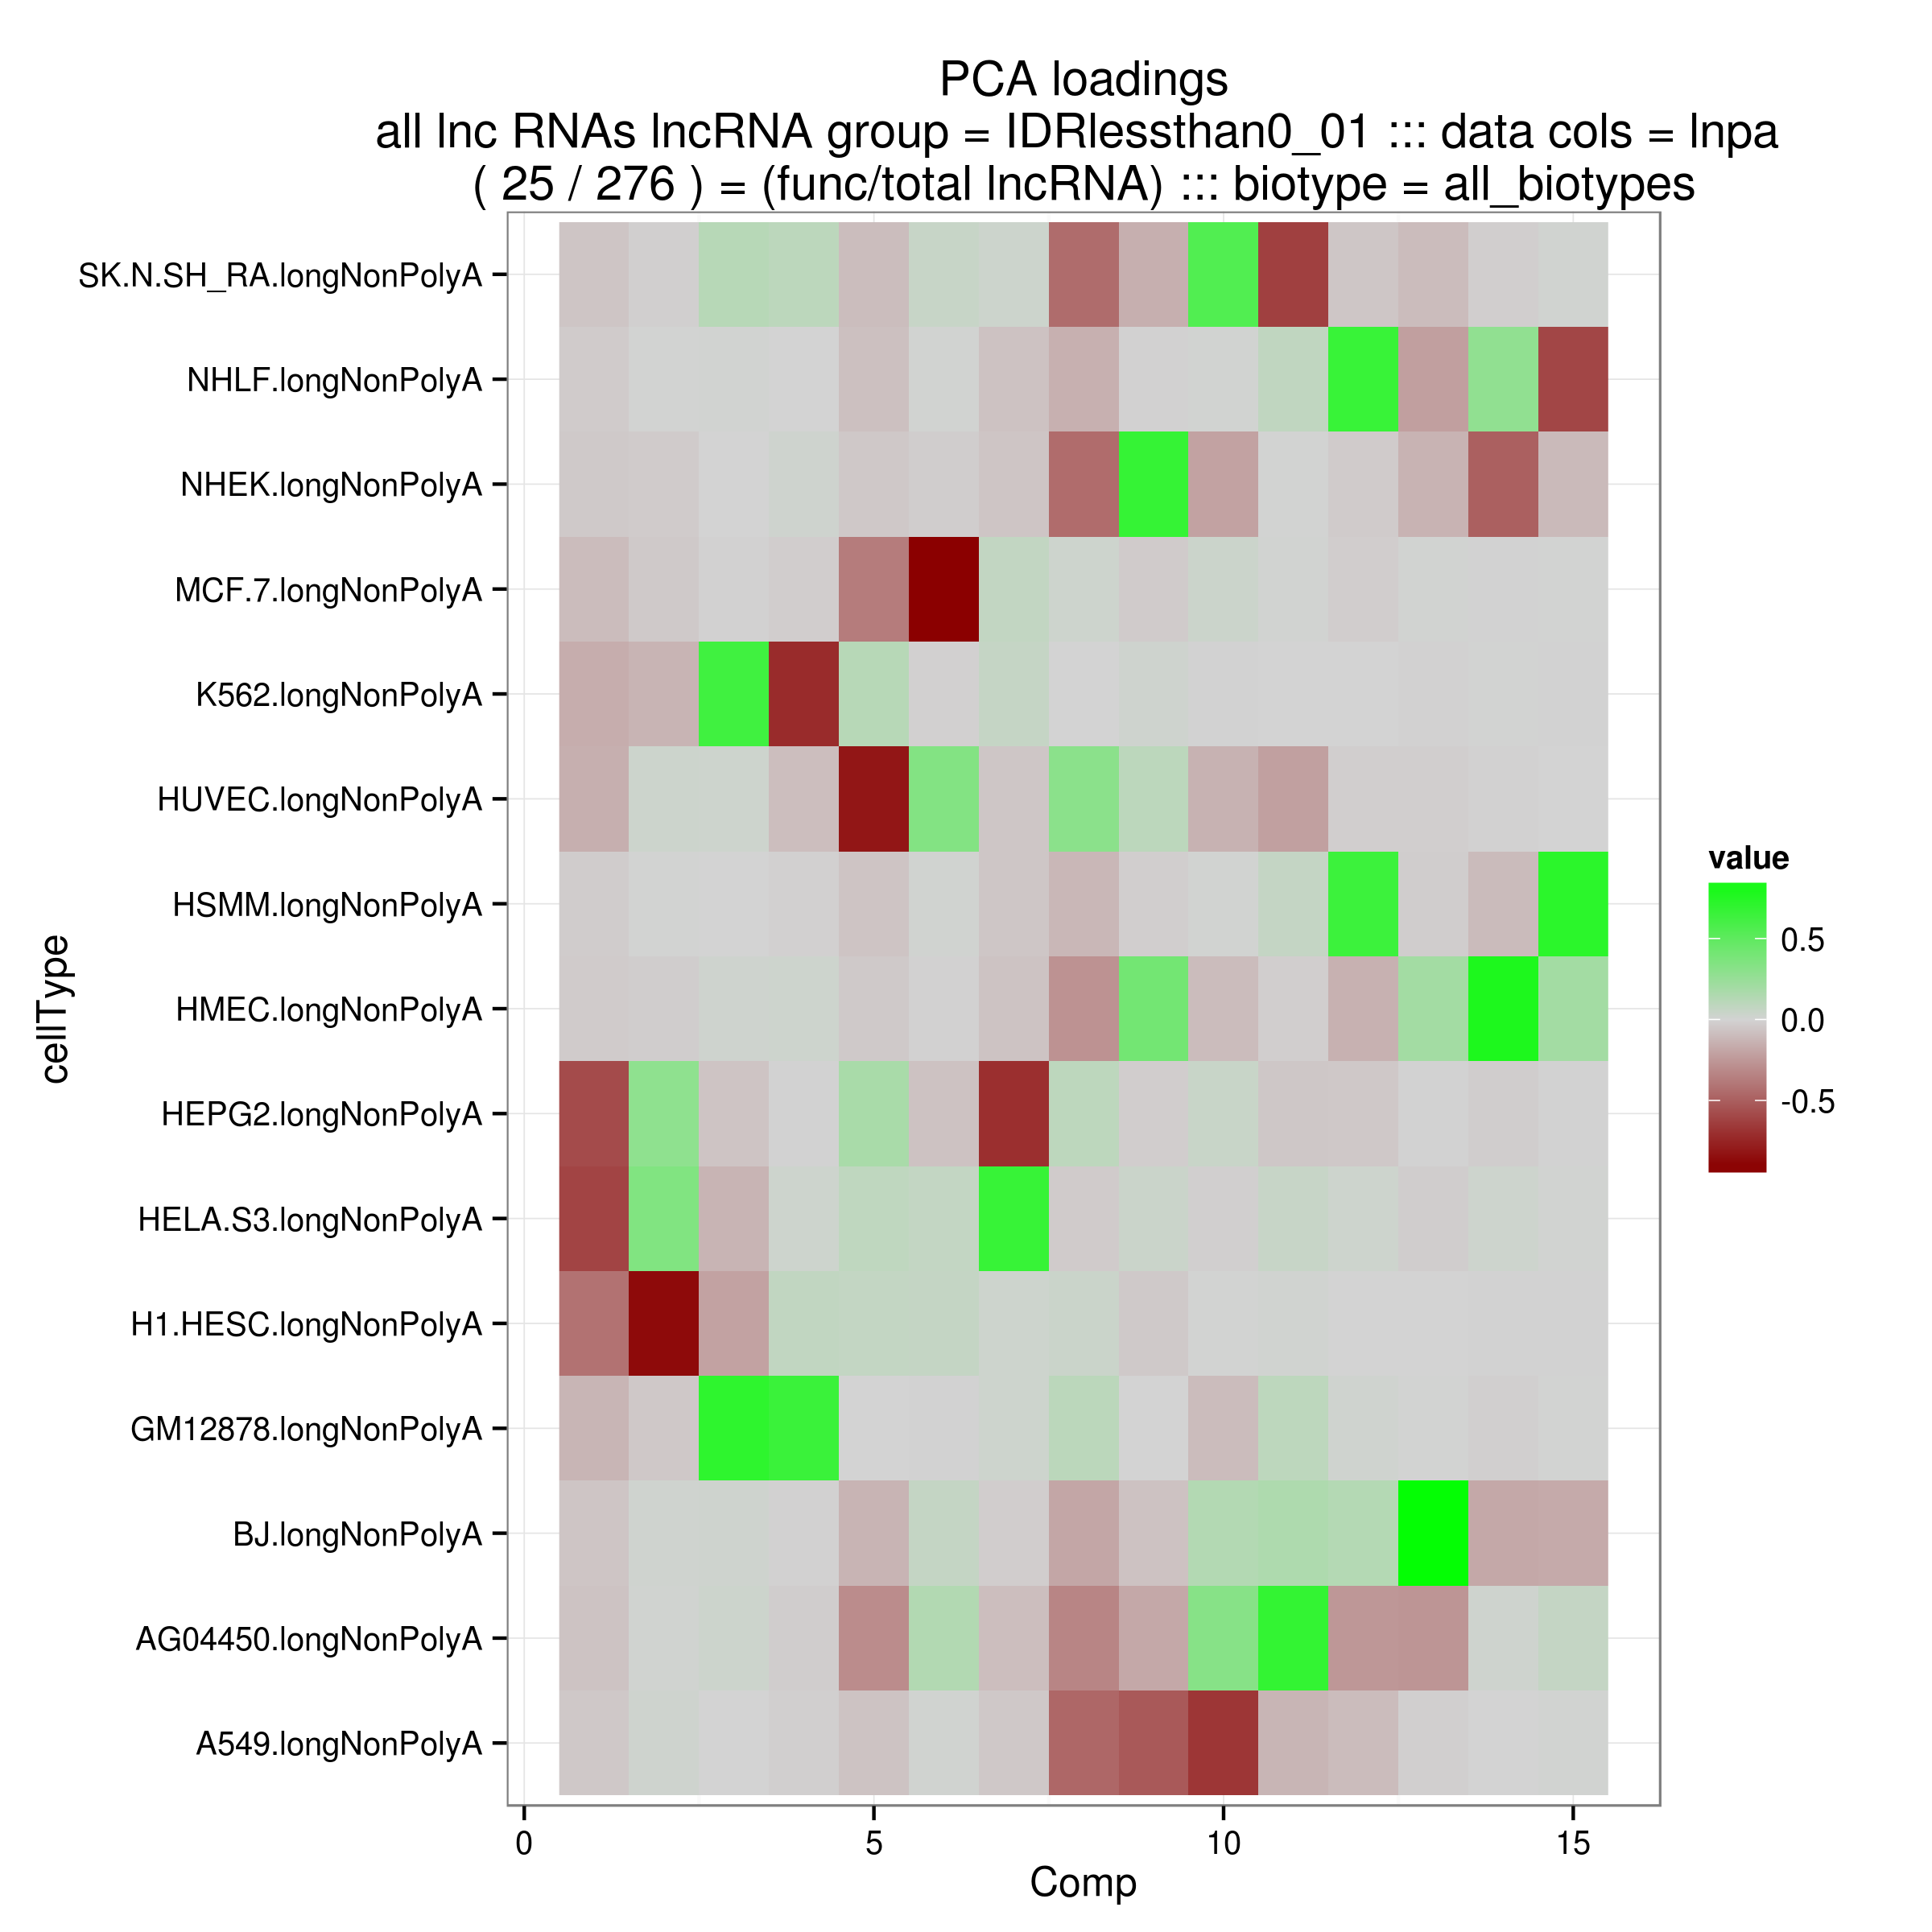 PCA loadings
all lnc RNAs lncRNA group = IDRlessthan0_01 ::: data cols = lnpa
( 25 / 276 ) = (func/total lncRNA) ::: biotype = all_biotypes
SK.N.SH_RA.longNonPolyA
NHLF.longNonPolyA
NHEK.longNonPolyA
MCF.7.longNonPolyA
K562.longNonPolyA
HUVEC.longNonPolyA
HSMM.longNonPolyA
HMEC.longNonPolyA
HEPG2.longNonPolyA
HELA.S3.longNonPolyA
H1.HESC.longNonPolyA
GM12878.longNonPolyA
BJ.longNonPolyA
AG04450.longNonPolyA
A549.longNonPolyA
cellType
0 5 10 15
Comp
value
0.5
0.0
-0.5